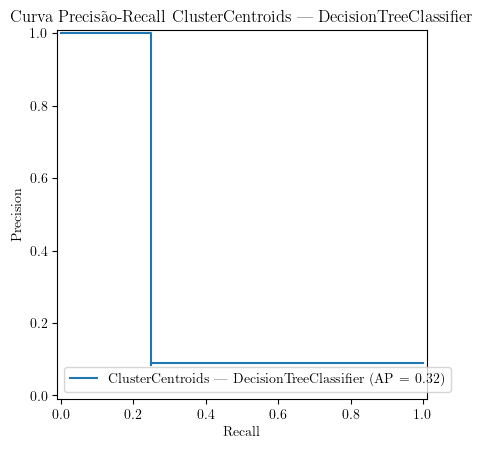 Curva Precisão-Recall ClusterCentroids — DecisionTreeClassifier
1.0
0.8
0.6
0.4
0.2
0.0
Precision
ClusterCentroids — DecisionTreeClassifier (AP = 0.32)
0.0 0.2 0.4 0.6 0.8 1.0
Recall